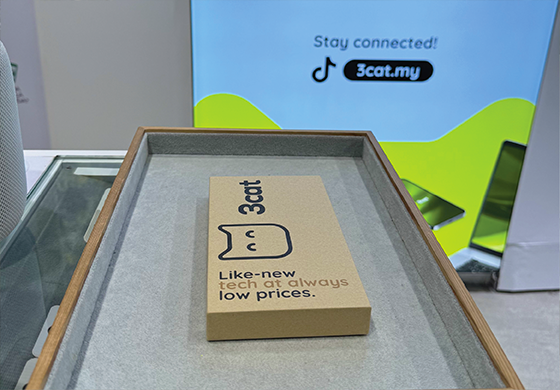 Stay connected!
3cat.my
3cat
Like-new
tech at always
low prices.